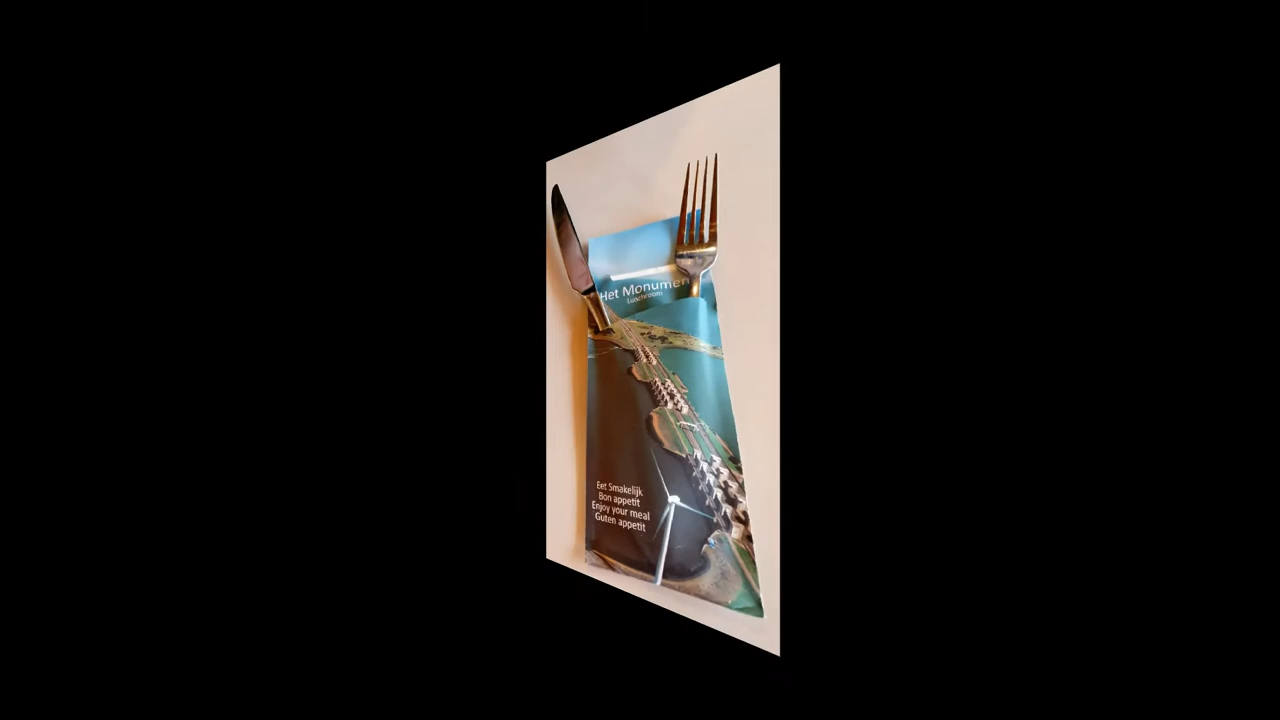 Het Monumen
Lunchroom
Eet Smakelijk
Bon appetit
Enjoy your meal
Guten appetit